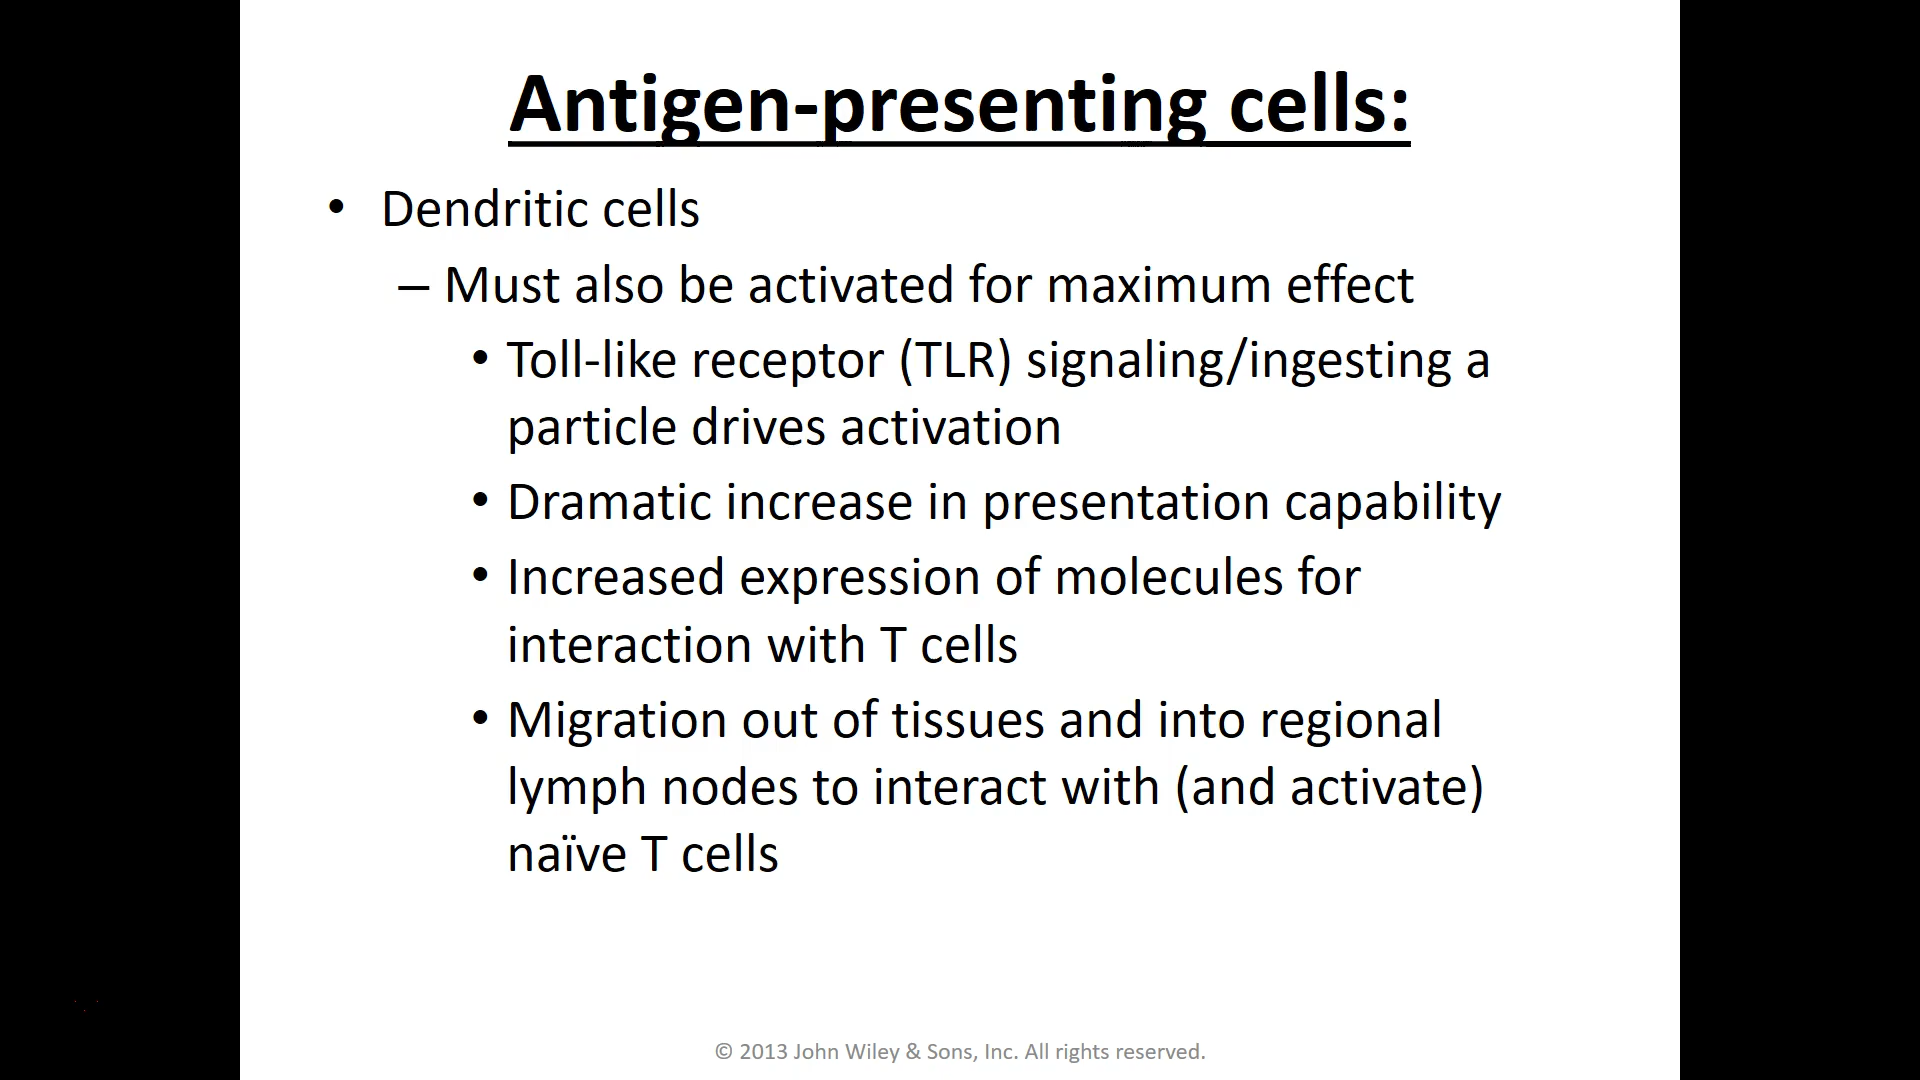 Antigen-presenting cells:
• Dendritic cells
– Must also be activated for maximum effect
• Toll-like receptor (TLR) signaling/ingesting a
particle drives activation
• Dramatic increase in presentation capability
• Increased expression of molecules for
interaction with T cells
• Migration out of tissues and into regional
lymph nodes to interact with (and activate)
naïve T cells
© 2013 John Wiley & Sons, Inc. All rights reserved.